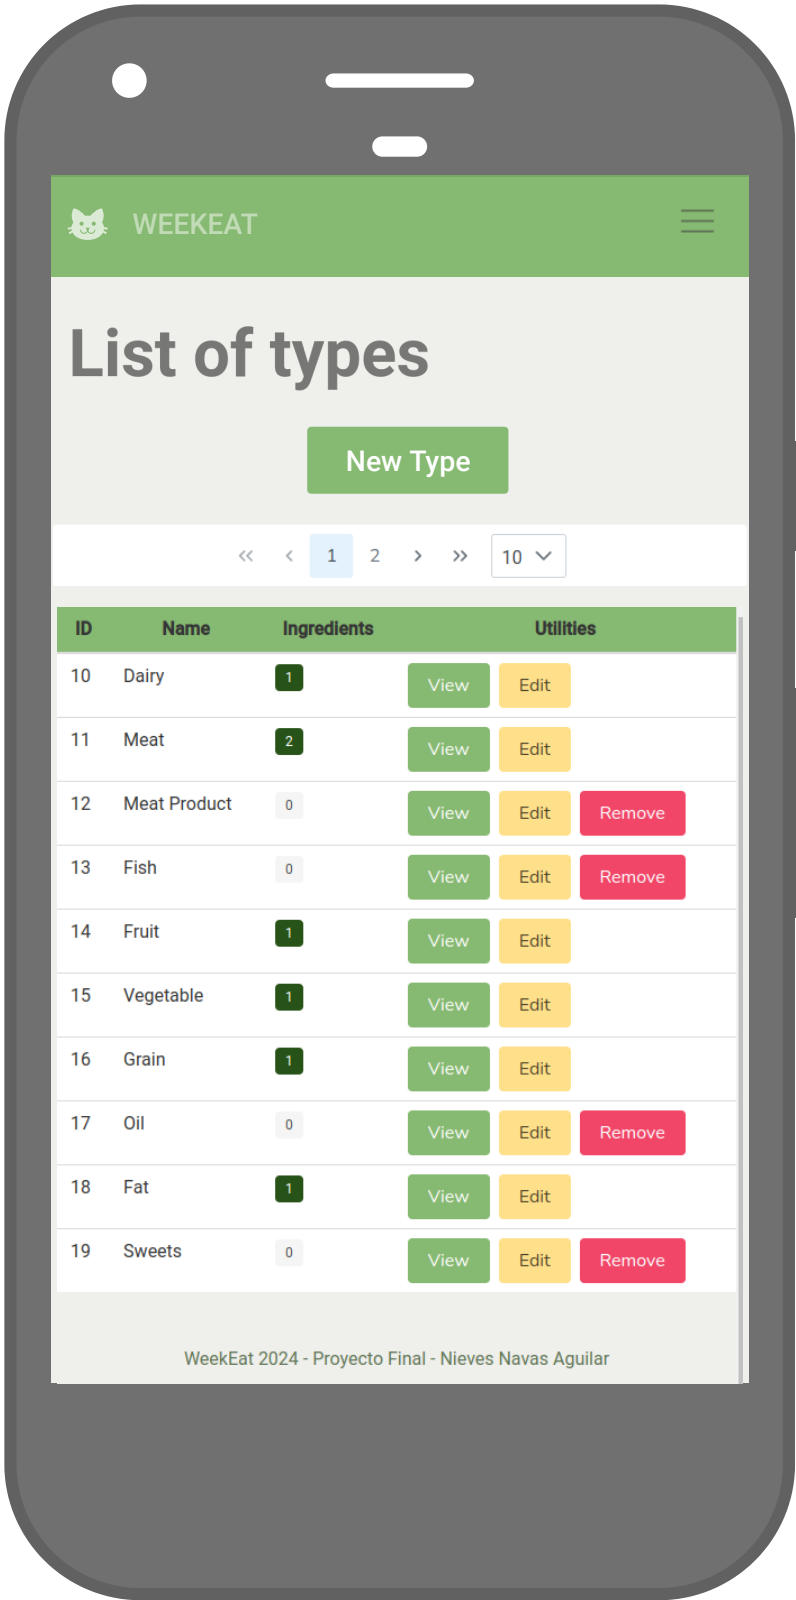 WEEKEAT
List of types
New Type
« ‹ 1 2 › » 10
ID Name Ingredients Utilities
10 Dairy 1 View Edit
11 Meat 2 View Edit
12 Meat Product 0 View Edit Remove
13 Fish 0 View Edit Remove
14 Fruit 1 View Edit
15 Vegetable 1 View Edit
16 Grain 1 View Edit
17 Oil 0 View Edit Remove
18 Fat 1 View Edit
19 Sweets 0 View Edit Remove
WeekEat 2024 - Proyecto Final - Nieves Navas Aguilar